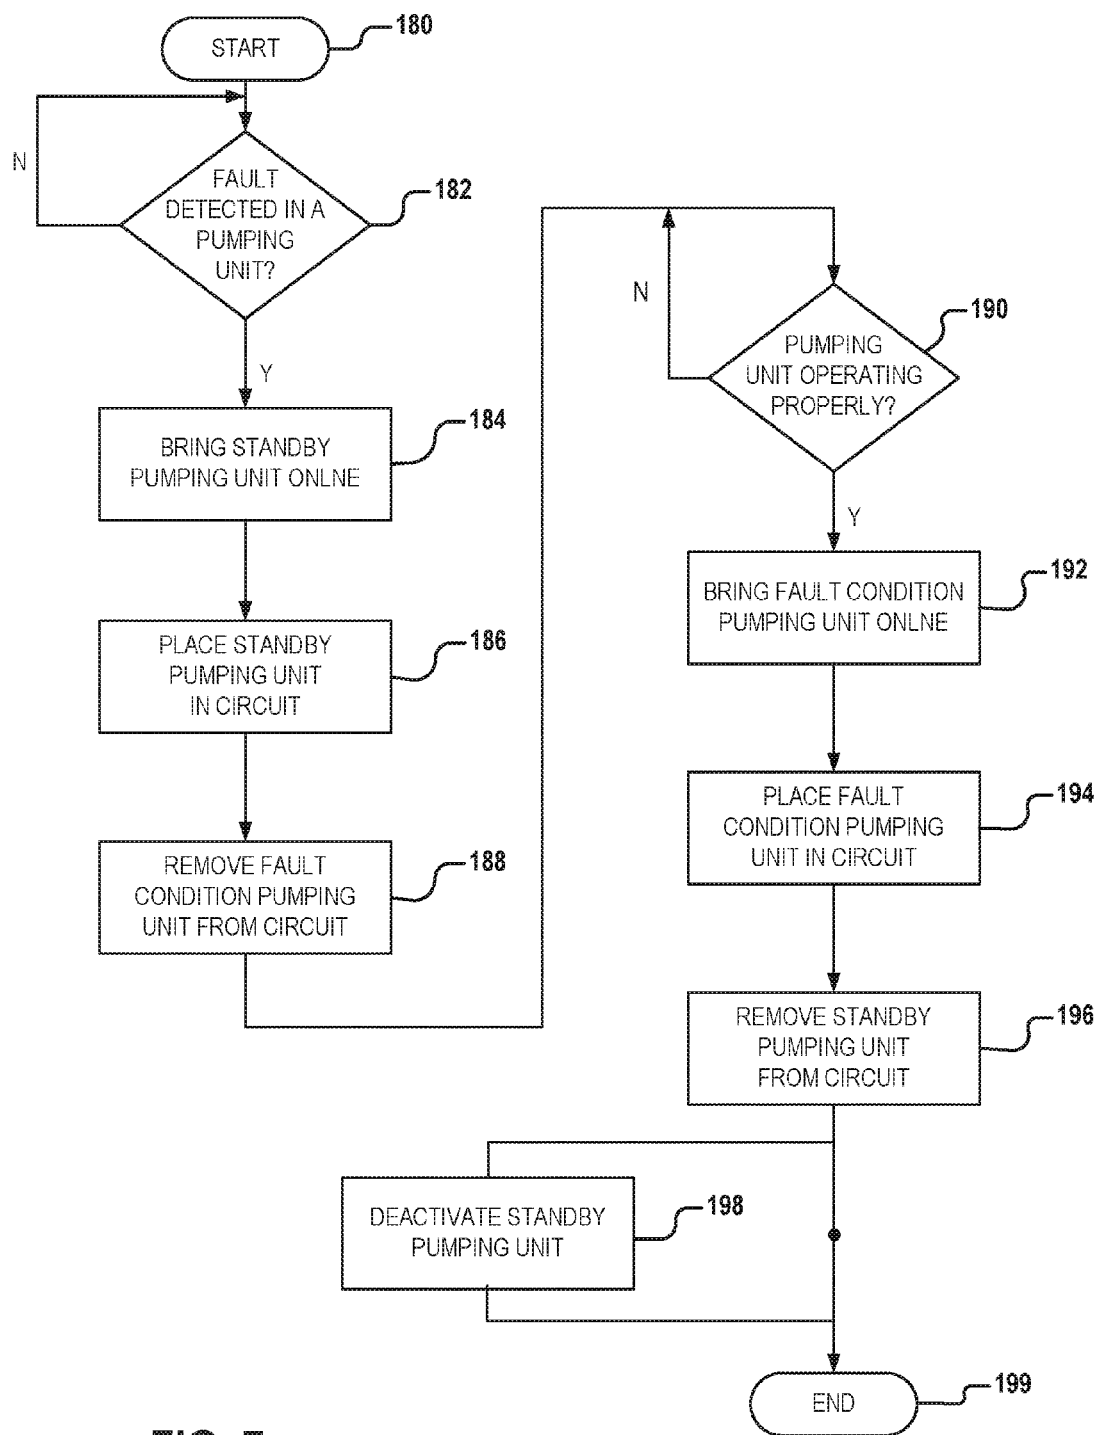 START
180
N
FAULT
DETECTED IN A
PUMPING
UNIT?
182
Y
BRING STANDBY
PUMPING UNIT ONLNE
184
PLACE STANDBY
PUMPING UNIT
IN CIRCUIT
186
REMOVE FAULT
CONDITION PUMPING
UNIT FROM CIRCUIT
188
N
PUMPING
UNIT OPERATING
PROPERLY?
190
Y
BRING FAULT CONDITION
PUMPING UNIT ONLNE
192
PLACE FAULT
CONDITION PUMPING
UNIT IN CIRCUIT
194
REMOVE STANDBY
PUMPING UNIT
FROM CIRCUIT
196
DEACTIVATE STANDBY
PUMPING UNIT
198
END
199